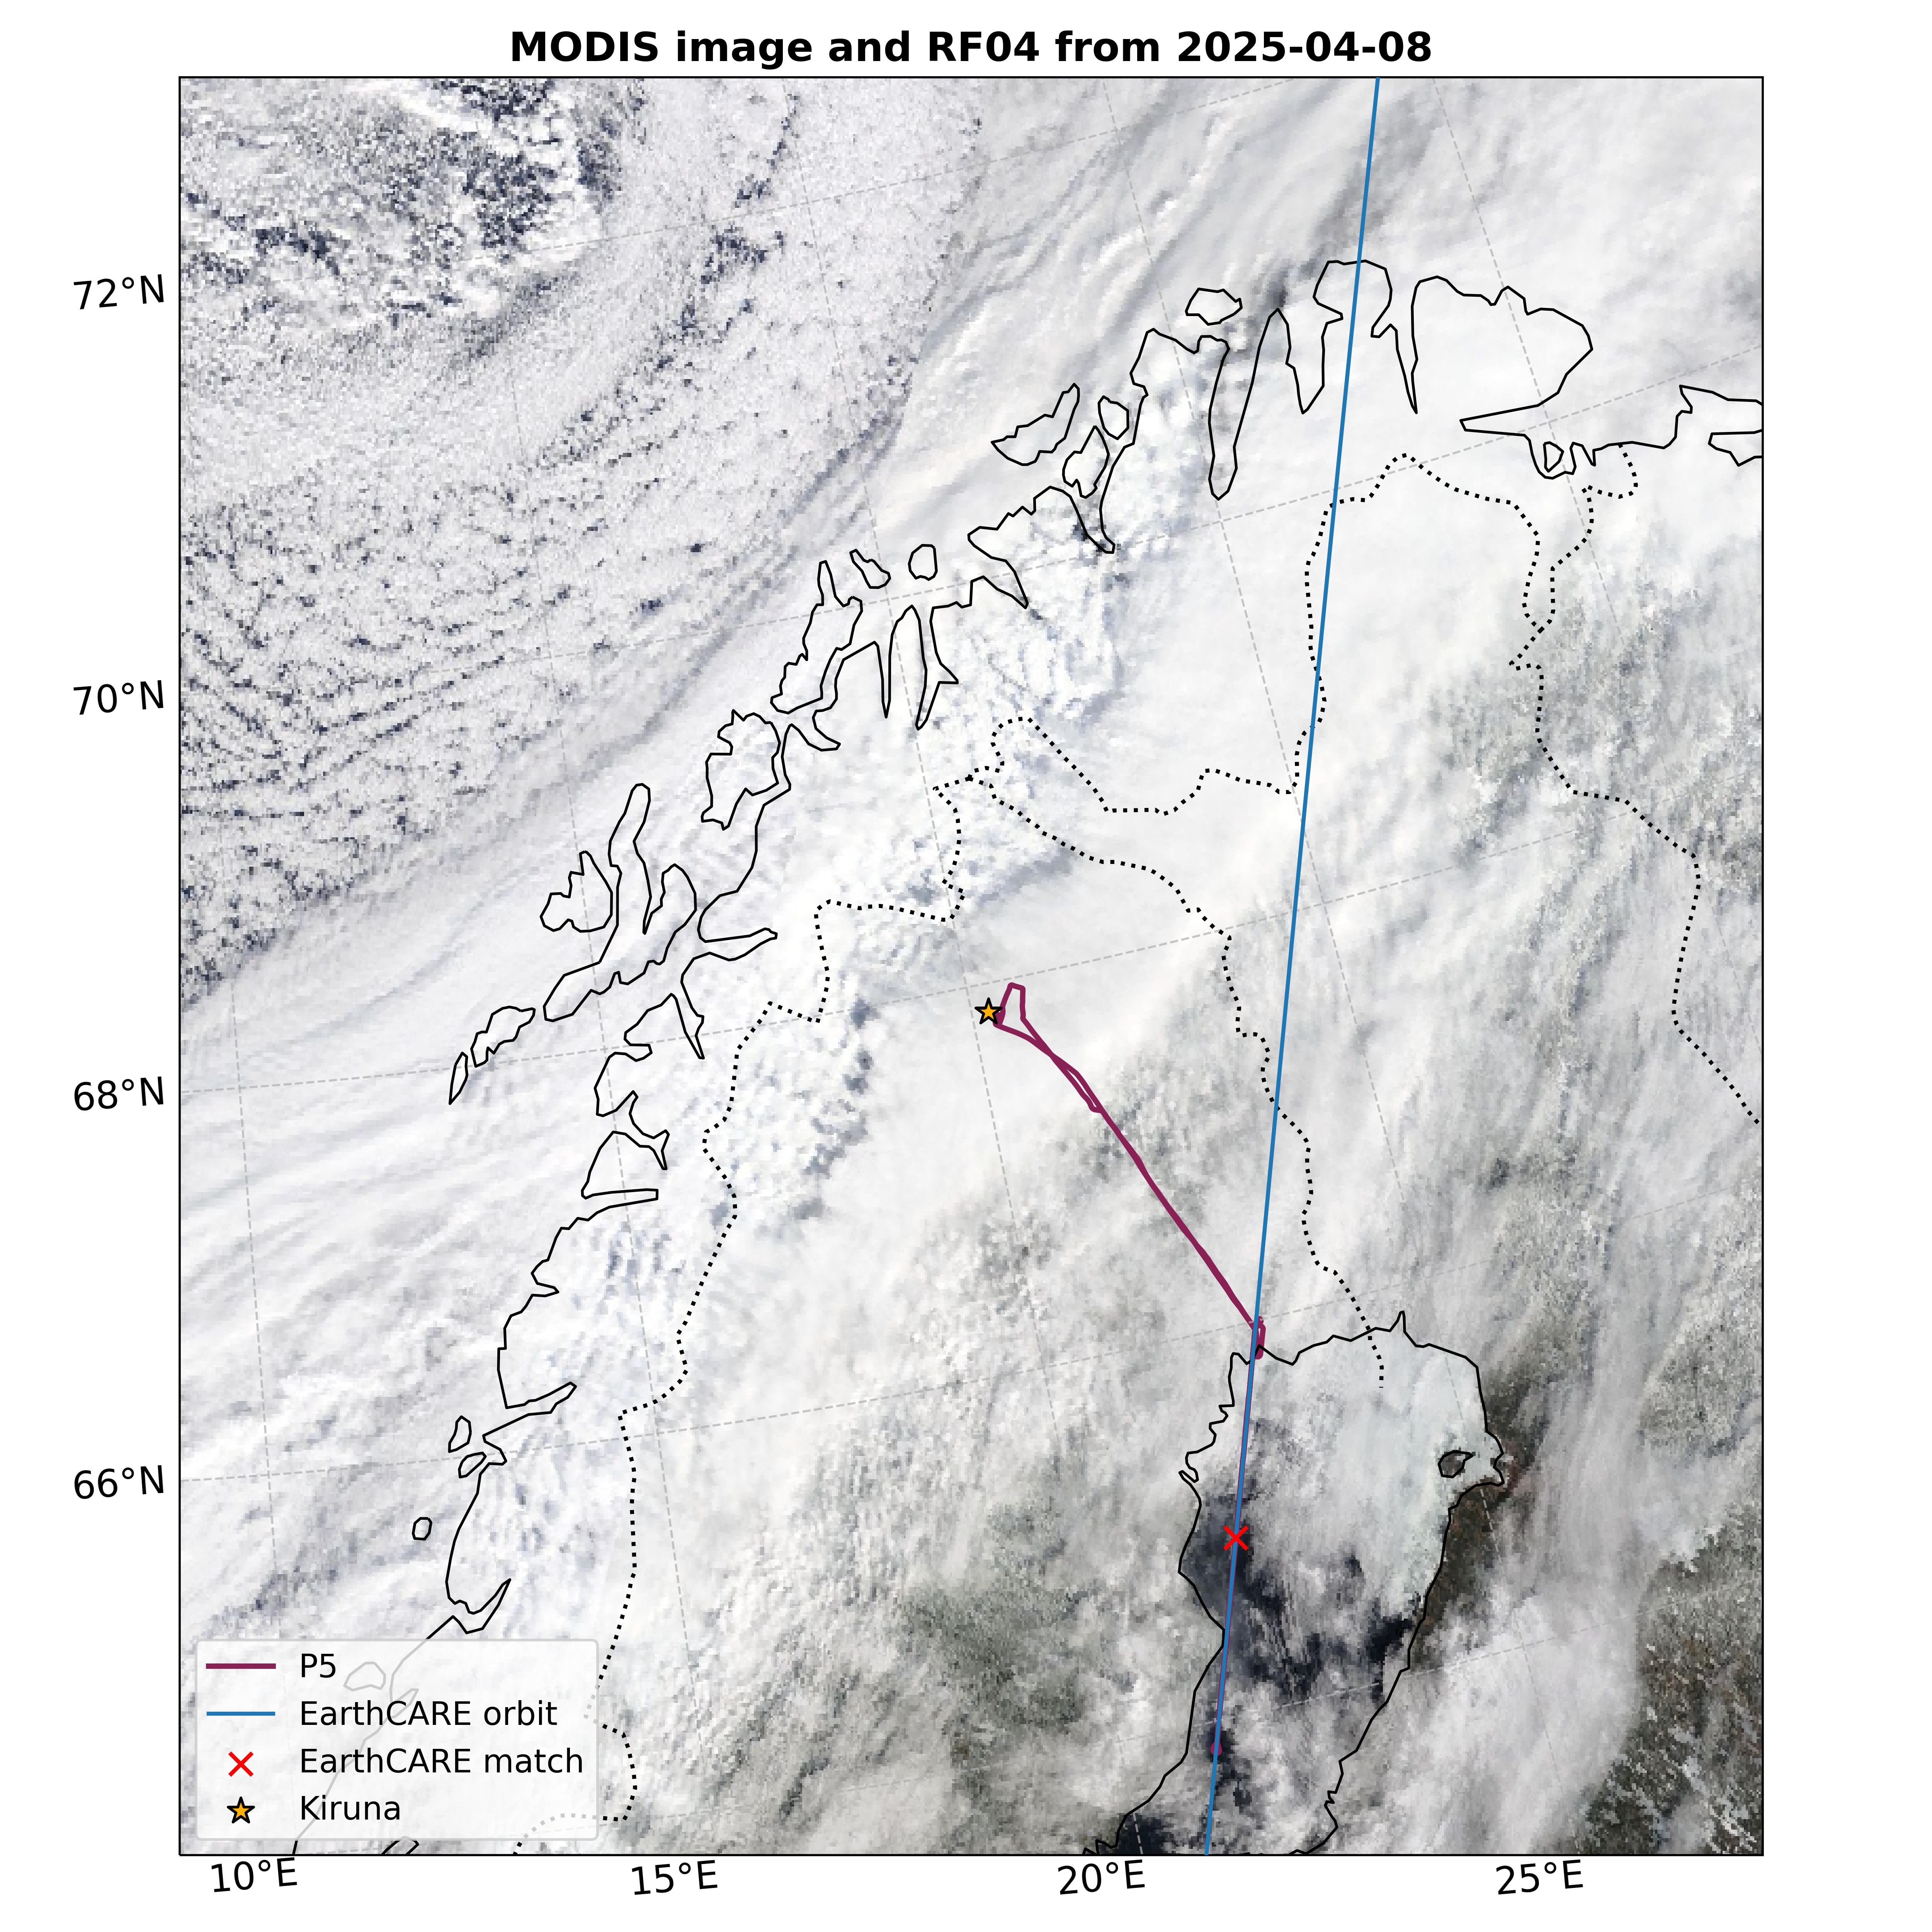 MODIS image and RF04 from 2025-04-08
72°N
70°N
68°N
66°N
P5
EarthCARE orbit
EarthCARE match
Kiruna
10°E
15°E
20°E
25°E